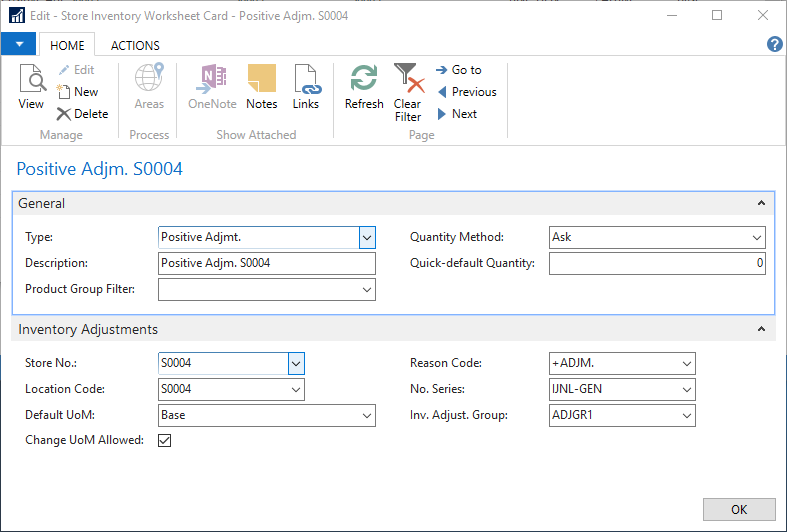 Edit - Store Inventory Worksheet Card - Positive Adjm. S0004
HOME ACTIONS
View
Edit
New
Delete
Manage
Areas
Process
OneNote
Notes
Links
Show Attached
Refresh
Clear
Filter
Go to
Previous
Next
Page
Positive Adjm. S0004
General
Type: Positive Adjmt.
Quantity Method: Ask
Description: Positive Adjm. S0004
Quick-default Quantity: 0
Product Group Filter:
Inventory Adjustments
Store No.: S0004
Reason Code: +ADJM.
Location Code: S0004
No. Series: IJNL-GEN
Default UoM: Base
Inv. Adjust. Group: ADJGR1
Change UoM Allowed:
OK